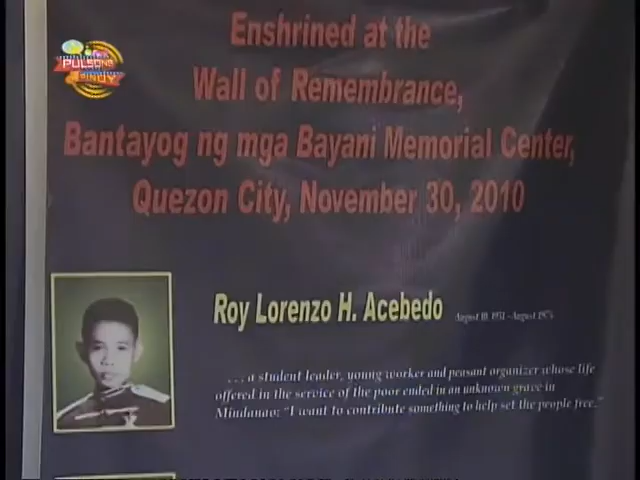 PULSONG
PINOY
Enshrined at the
Wall of Remembrance,
Bantayog ng mga Bayani Memorial Center,
Quezon City, November 30, 2010
Roy Lorenzo H. Acebedo
August 10, 1951 - August 1975
. . . a student leader, young worker and peasant organizer whose life
offered in the service of the poor ended in an unknown grave in
Mindanao: "I want to contribute something to help set the people free."